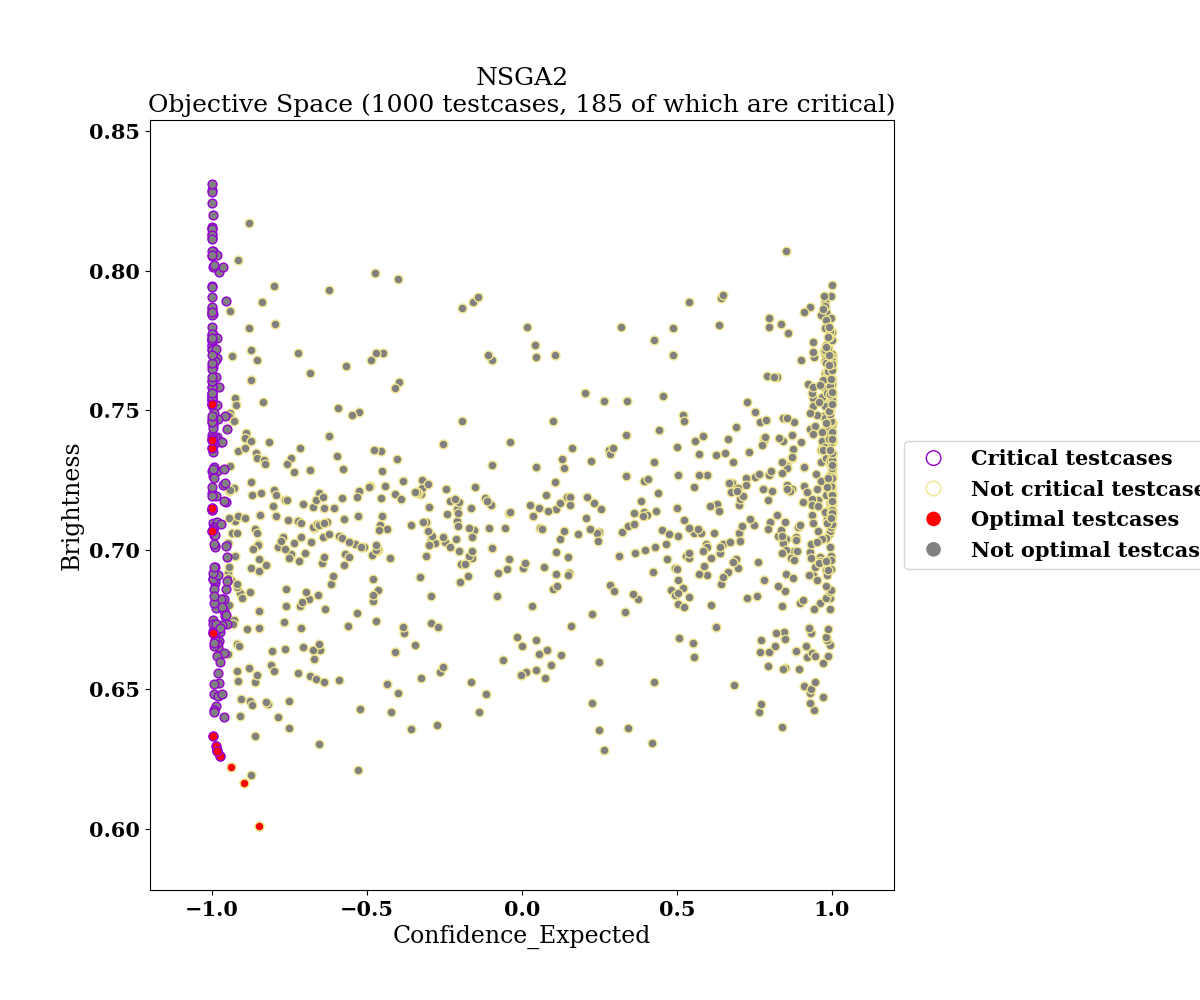 NSGA2
Objective Space (1000 testcases, 185 of which are critical)
0.85
0.80
0.75
0.70
0.65
0.60
Brightness
−1.0
−0.5
0.0
0.5
1.0
Confidence_Expected
Critical testcases
Not critical testcase
Optimal testcases
Not optimal testcas